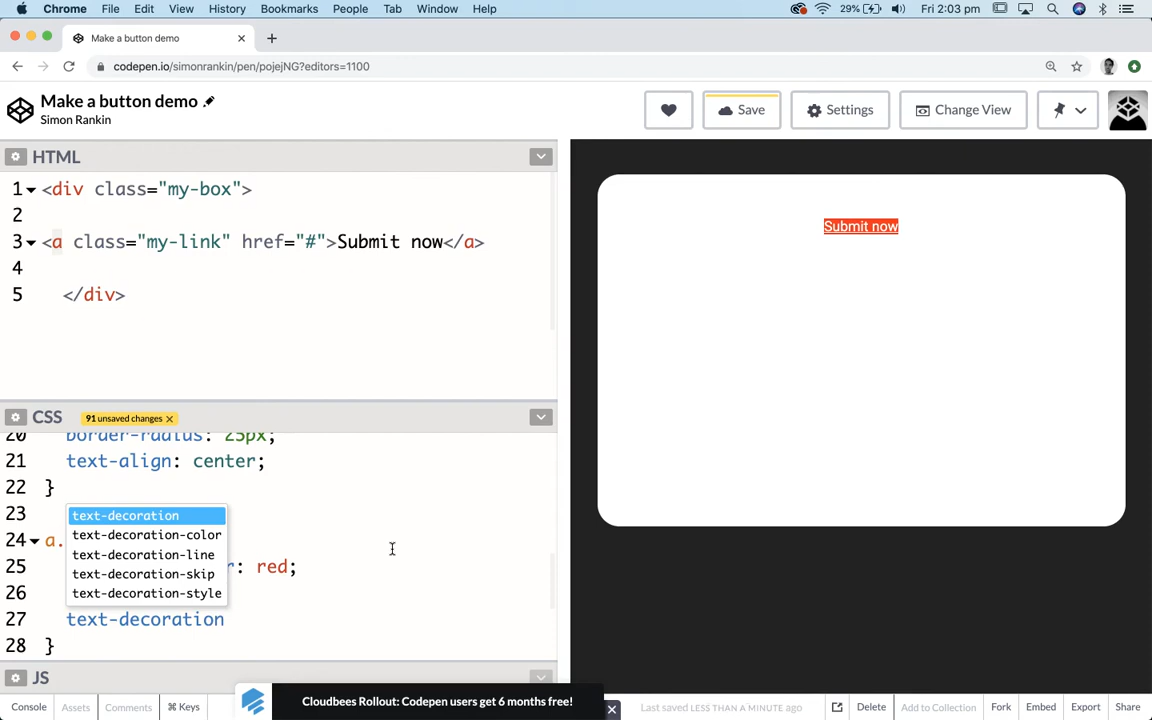 Chrome File Edit View History Bookmarks People Tab Window Help 29% Fri 2:03 pm
Make a button demo
codepen.io/simonrankin/pen/pojejNG?editors=1100
Make a button demo
Simon Rankin
Save Settings Change View
HTML
1 <div class="my-box">
2
3 <a class="my-link" href="#">Submit now</a>
4
5 </div>
Submit now
CSS 91 unsaved changes ×
20 border-radius: 25px;
21 text-align: center;
22 }
23
text-decoration
24 a.
text-decoration-color
text-decoration-line
25 r: red;
text-decoration-skip
26
text-decoration-style
27 text-decoration
28 }
JS
Cloudbees Rollout: Codepen users get 6 months free!
Console Assets Comments ⌘ Keys
Last saved LESS THAN A MINUTE ago Delete Add to Collection Fork Embed Export Share